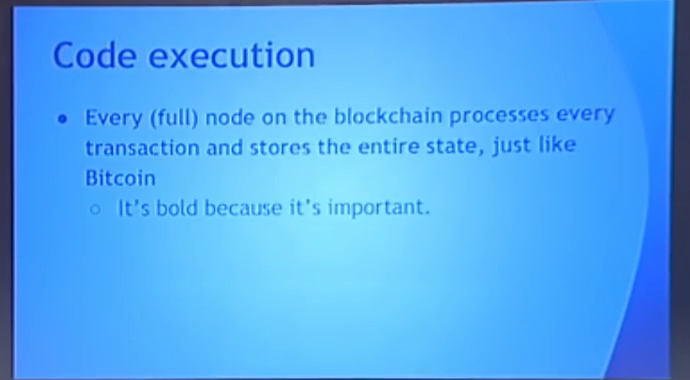 Code execution
• Every (full) node on the blockchain processes every
transaction and stores the entire state, just like
Bitcoin
○ It's bold because it's important.